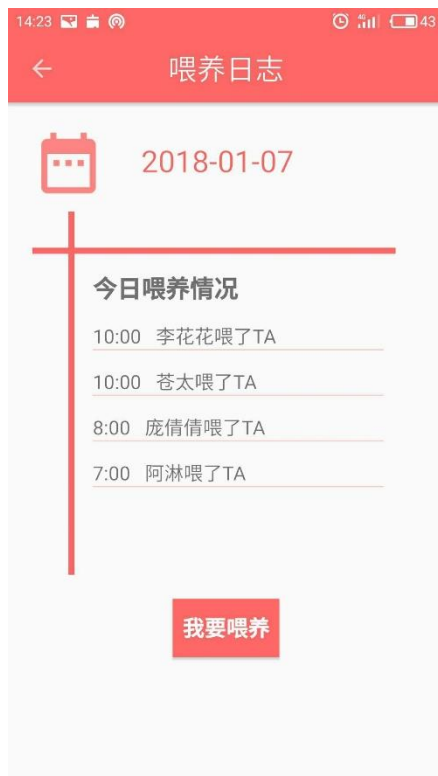 14:23 4G 43
喂养日志
2018-01-07
今日喂养情况
10:00 李花花喂了TA
10:00 苍太喂了TA
8:00 庞倩倩喂了TA
7:00 阿淋喂了TA
我要喂养